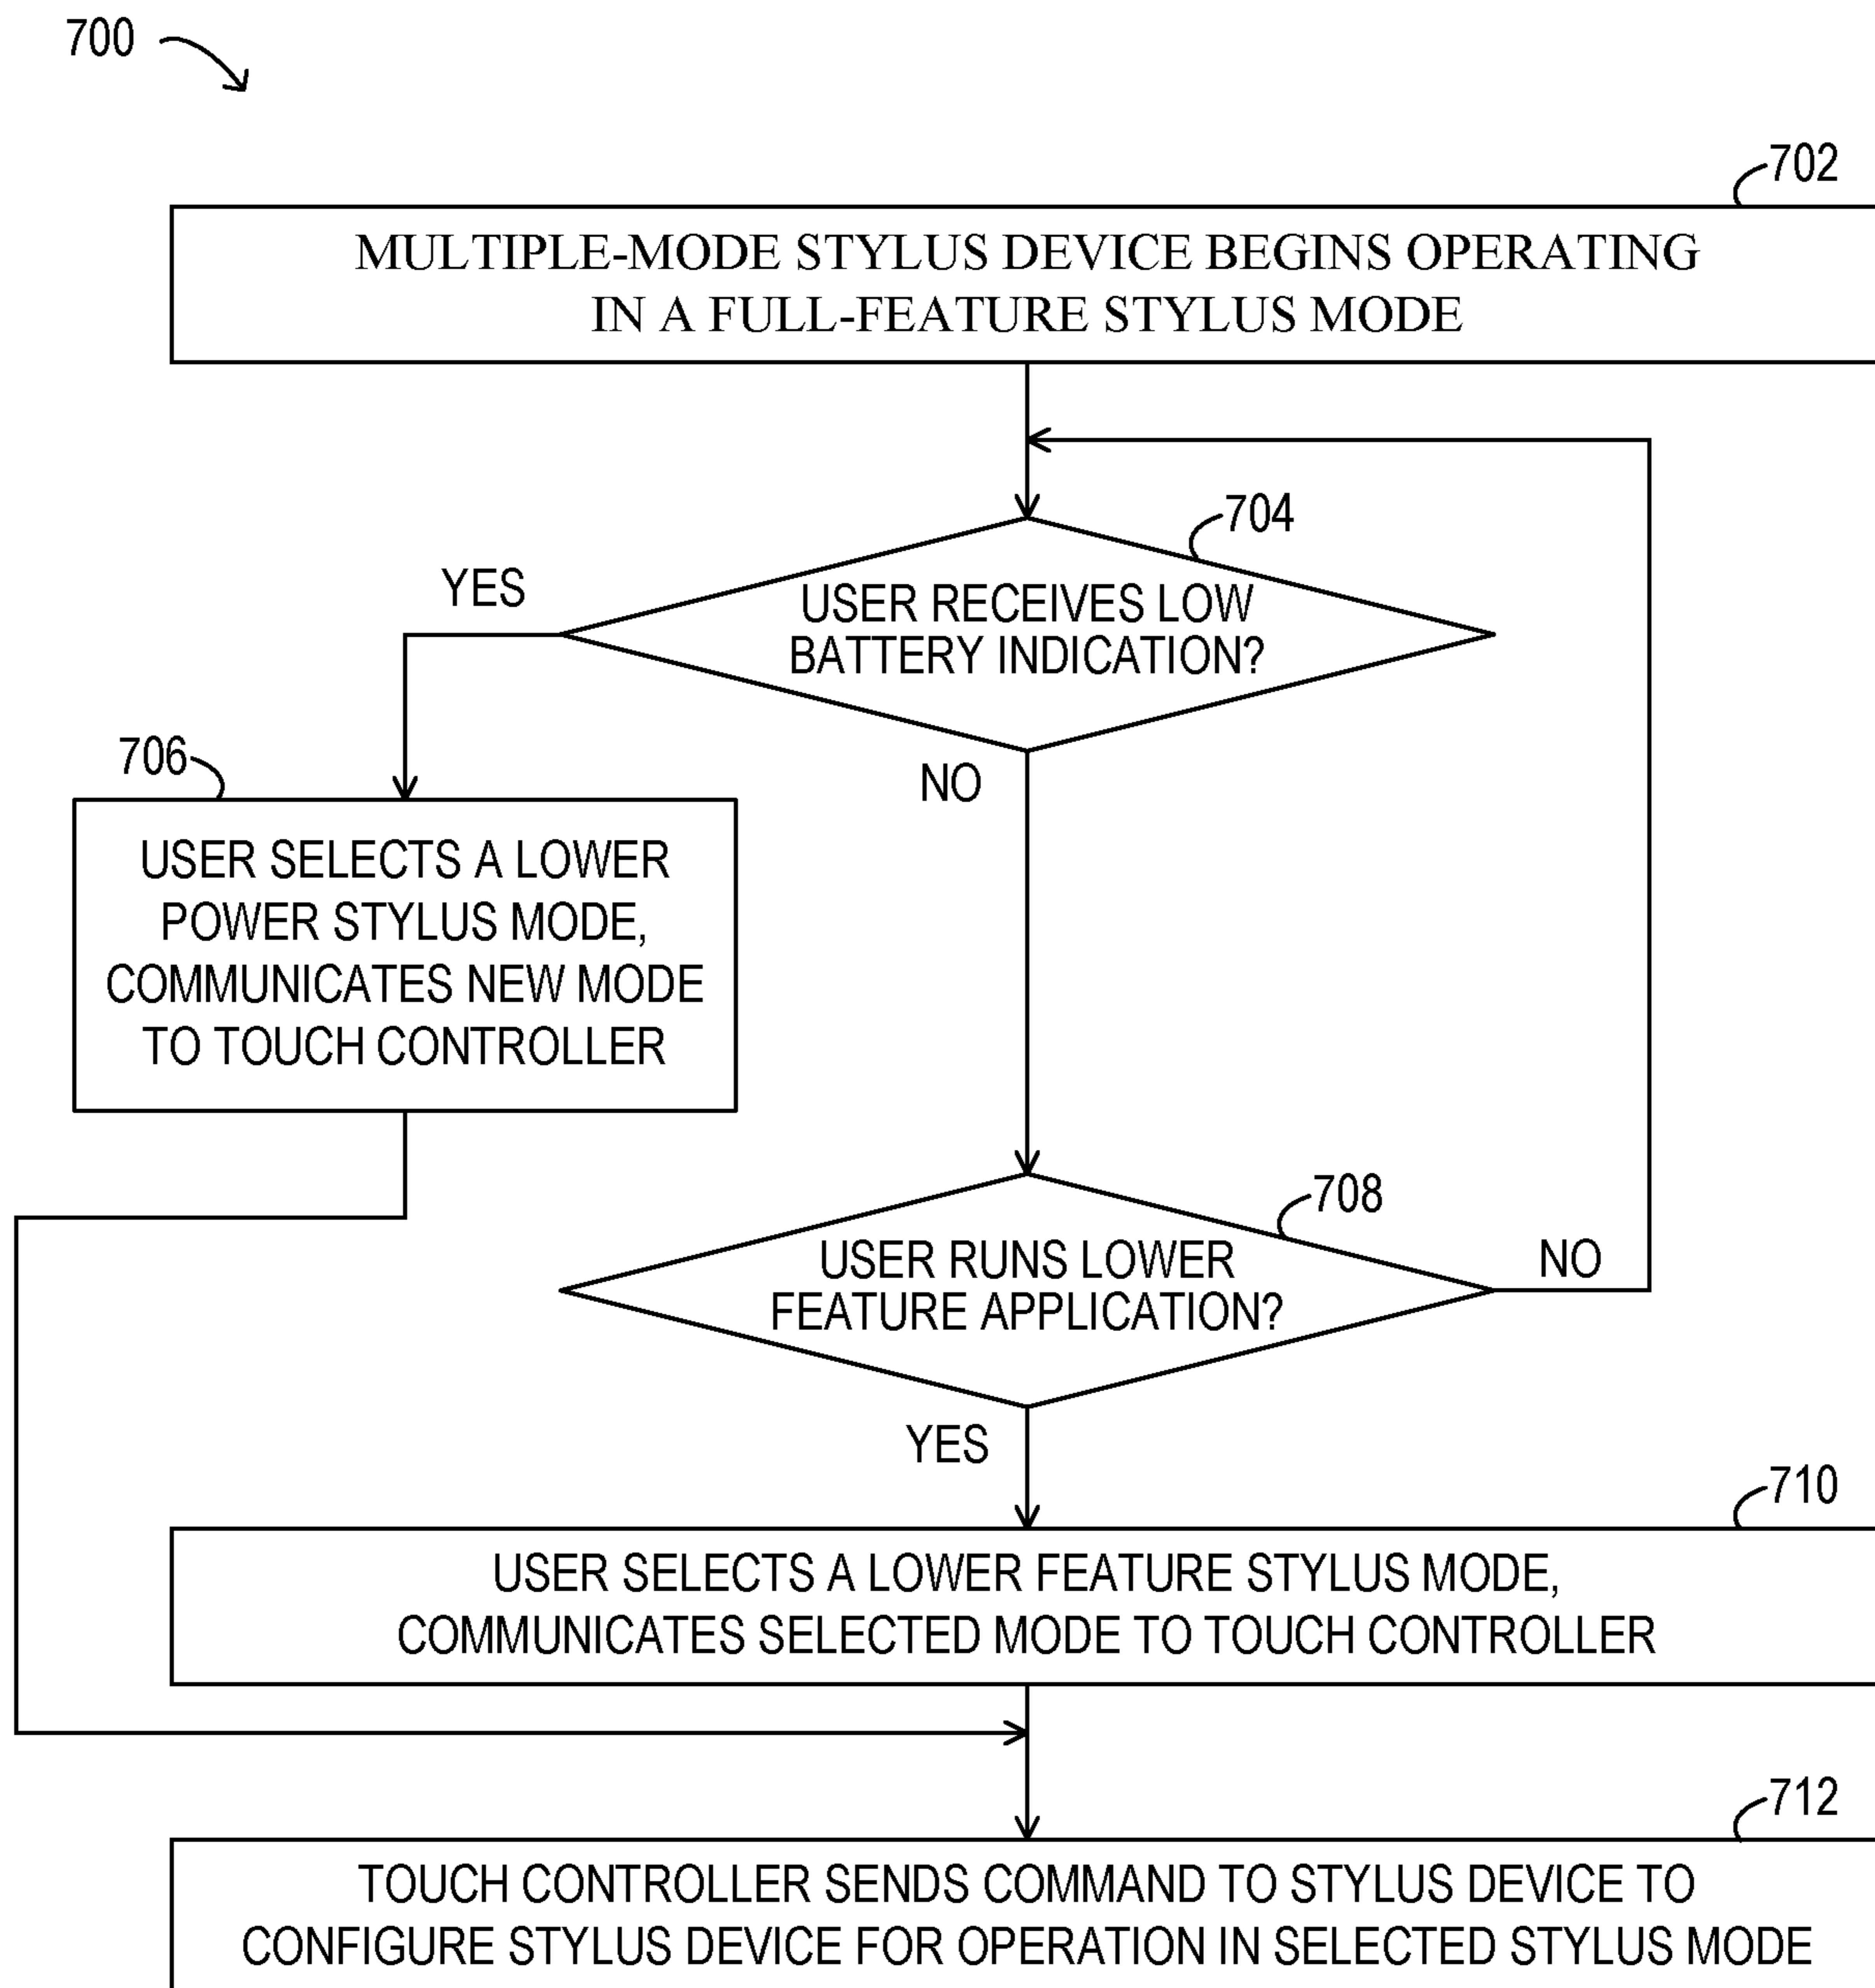 700
702
MULTIPLE-MODE STYLUS DEVICE BEGINS OPERATING
IN A FULL-FEATURE STYLUS MODE
704
YES
USER RECEIVES LOW
BATTERY INDICATION?
706
NO
USER SELECTS A LOWER
POWER STYLUS MODE,
COMMUNICATES NEW MODE
TO TOUCH CONTROLLER
708
USER RUNS LOWER
FEATURE APPLICATION?
NO
YES
710
USER SELECTS A LOWER FEATURE STYLUS MODE,
COMMUNICATES SELECTED MODE TO TOUCH CONTROLLER
712
TOUCH CONTROLLER SENDS COMMAND TO STYLUS DEVICE TO
CONFIGURE STYLUS DEVICE FOR OPERATION IN SELECTED STYLUS MODE